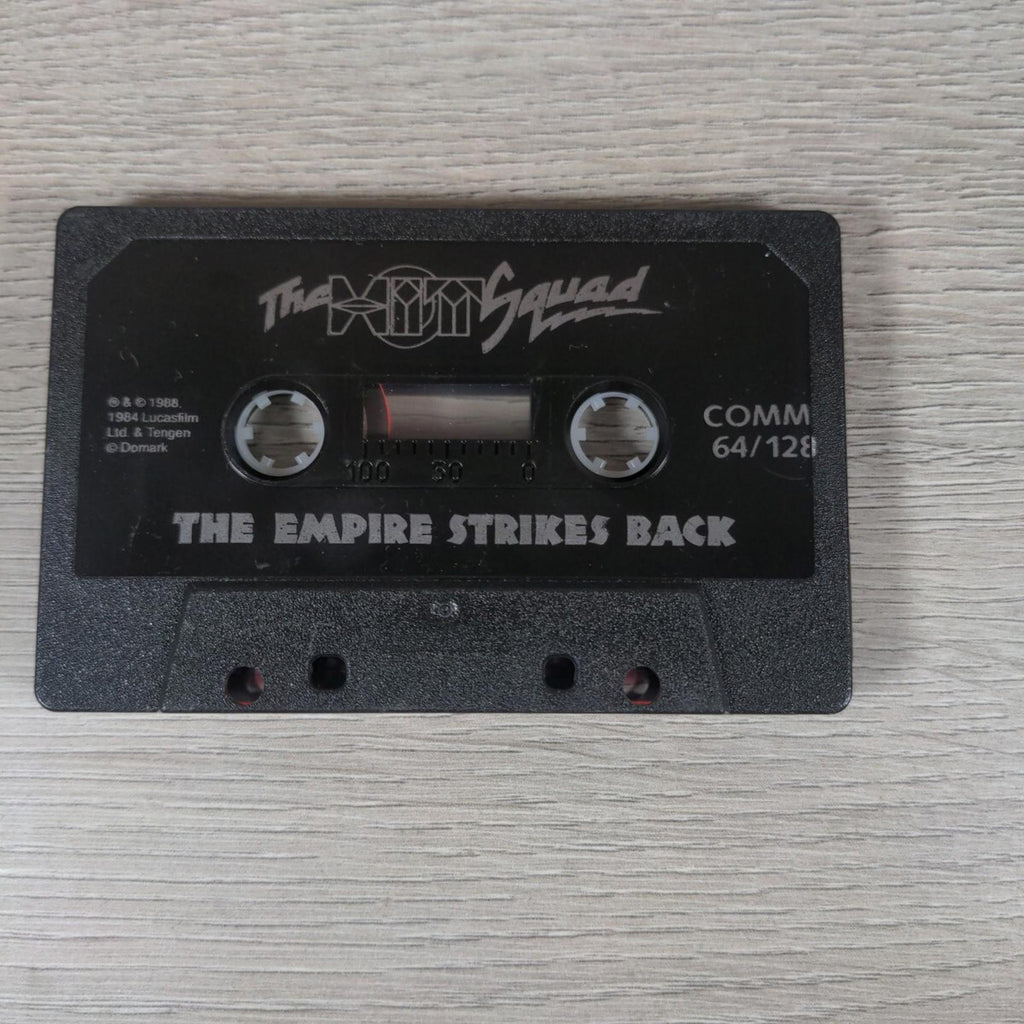 The HIT Squad
℗ & © 1988,
1984 Lucasfilm
Ltd. & Tengen
© Domark
COMM
64/128
100 50 0
THE EMPIRE STRIKES BACK